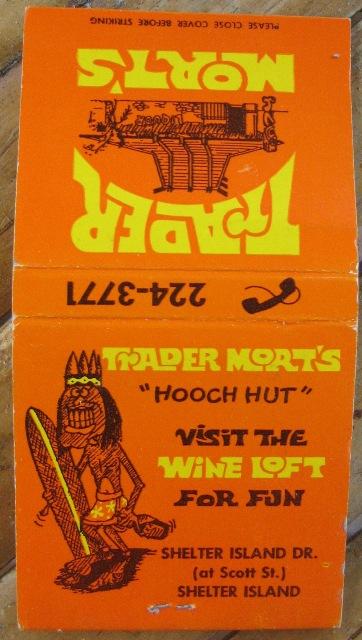 PLEASE CLOSE COVER BEFORE STRIKING
TRADER
MORT'S
224-3771
TRADER MORT'S
"HOOCH HUT"
VISIT THE
WINE LOFT
FOR FUN
SHELTER ISLAND DR.
(at Scott St.)
SHELTER ISLAND